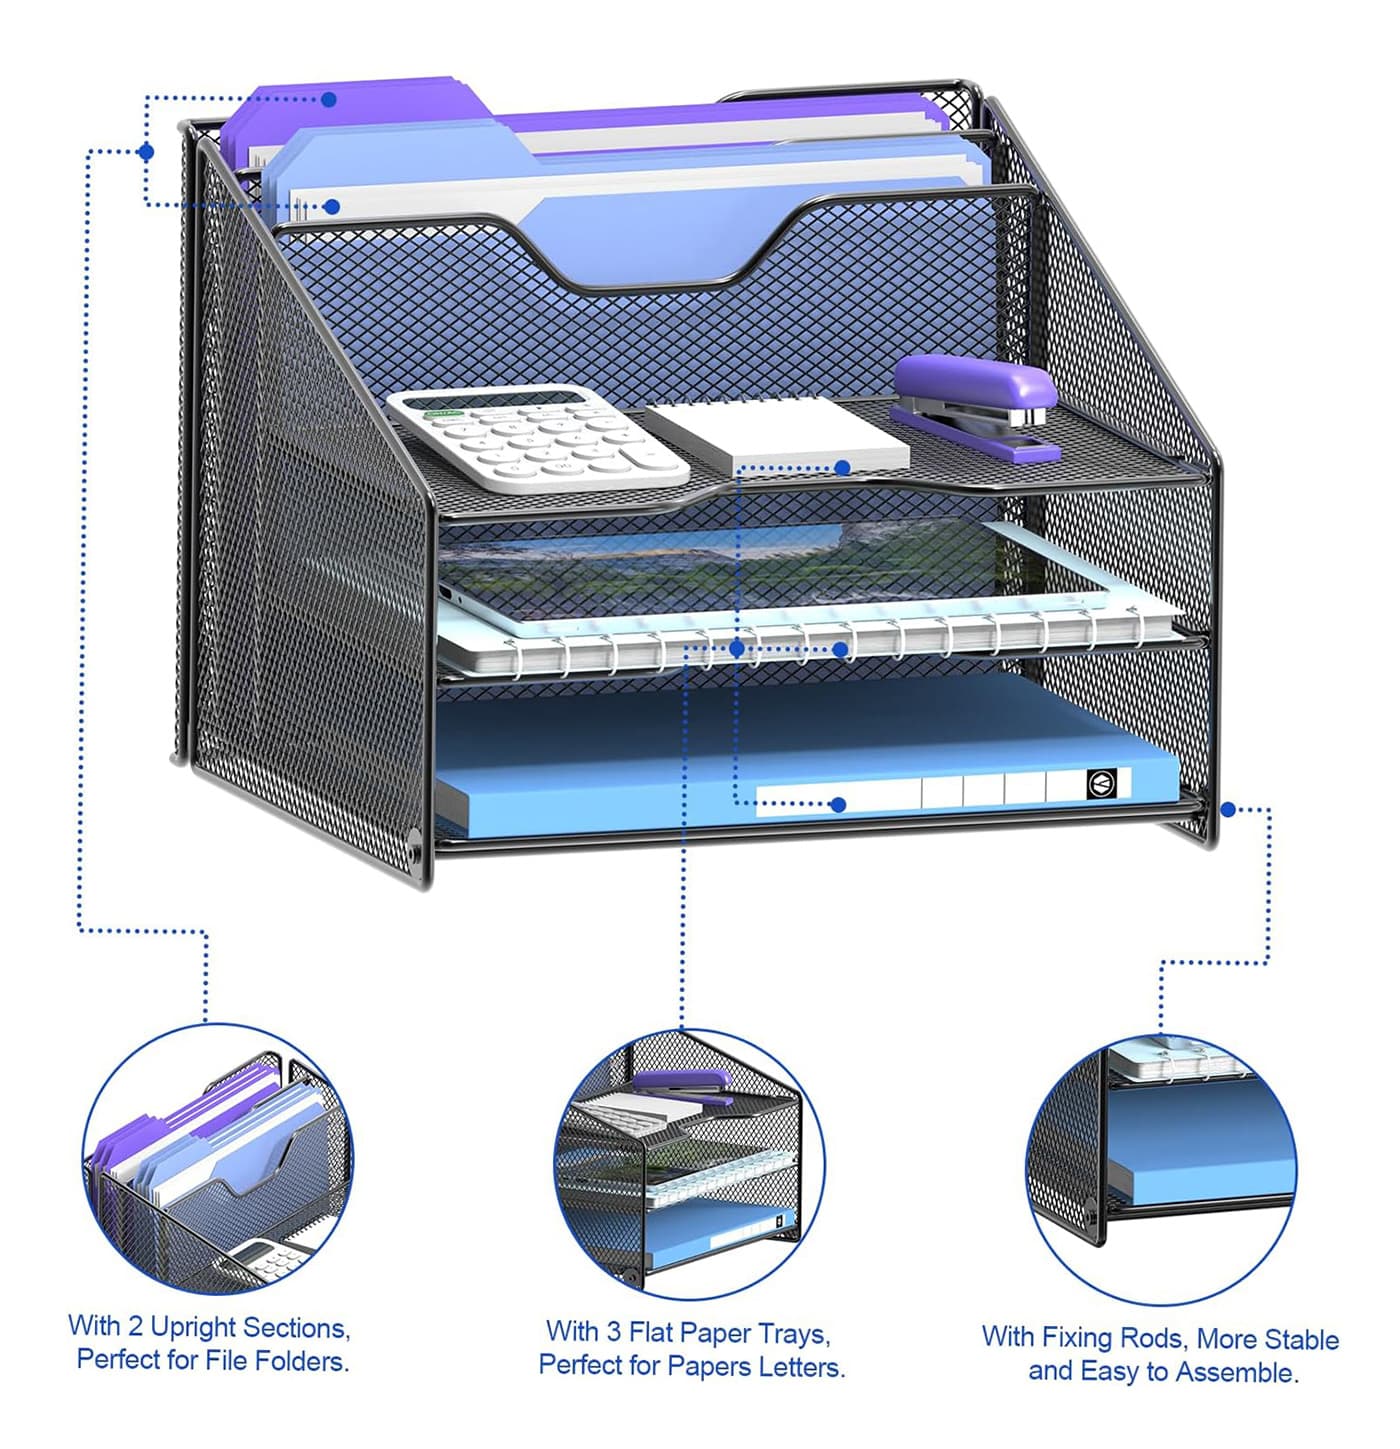 With 2 Upright Sections,
Perfect for File Folders.
With 3 Flat Paper Trays,
Perfect for Papers Letters.
With Fixing Rods, More Stable
and Easy to Assemble.